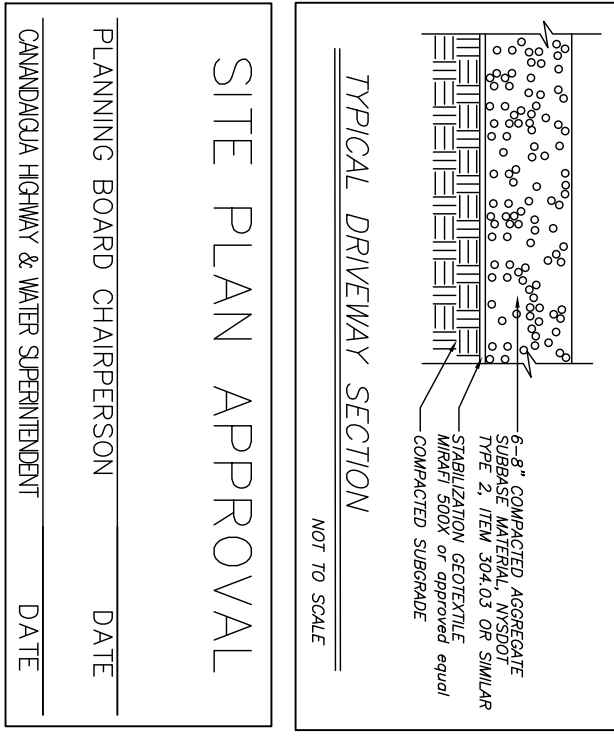 6-8" COMPACTED AGGREGATE
SUBBASE MATERIAL, NYSDOT
TYPE 2, ITEM 304.03 OR SIMILAR
STABILIZATION GEOTEXTILE
MIRAFI 500X or approved equal
COMPACTED SUBGRADE
TYPICAL DRIVEWAY SECTION
NOT TO SCALE
SITE PLAN APPROVAL
PLANNING BOARD CHAIRPERSON DATE
CANANDAIGUA HIGHWAY & WATER SUPERINTENDENT DATE